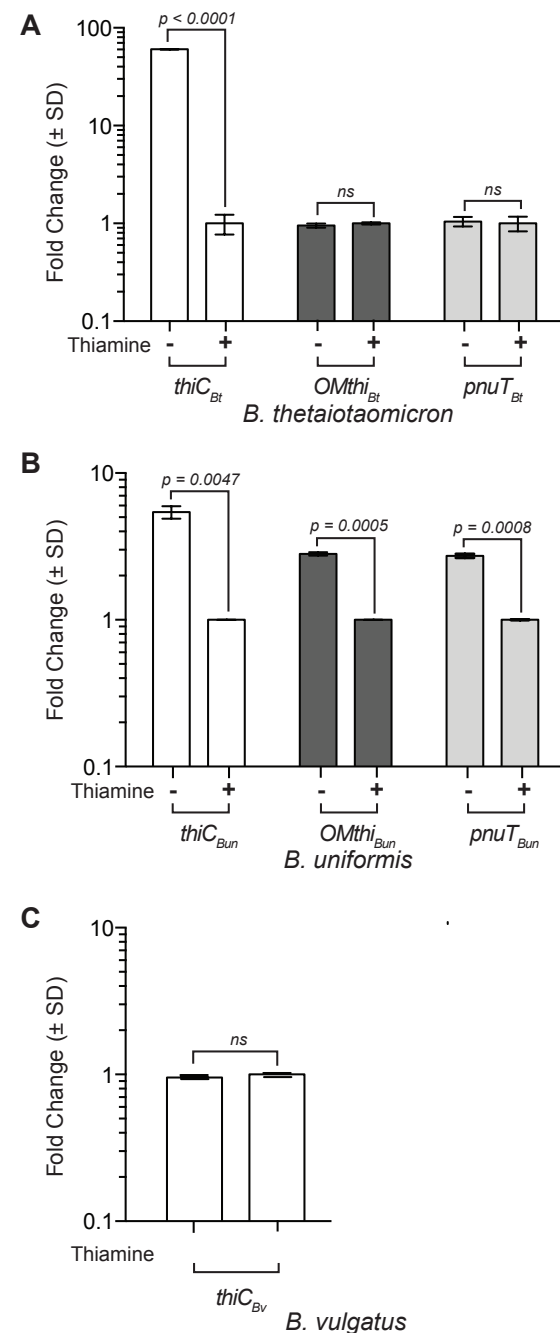 A
p < 0.0001
100
10
1
0.1
Fold Change (± SD)
ns
ns
Thiamine - + - + - +
thiC_Bt OMthi_Bt pnuT_Bt
B. thetaiotaomicron
B
10
1
0.1
Fold Change (± SD)
p = 0.0047
p = 0.0005
p = 0.0008
Thiamine - + - + - +
thiC_Bun OMthi_Bun pnuT_Bun
B. uniformis
C
10
1
0.1
Fold Change (± SD)
ns
Thiamine
thiC_Bv
B. vulgatus